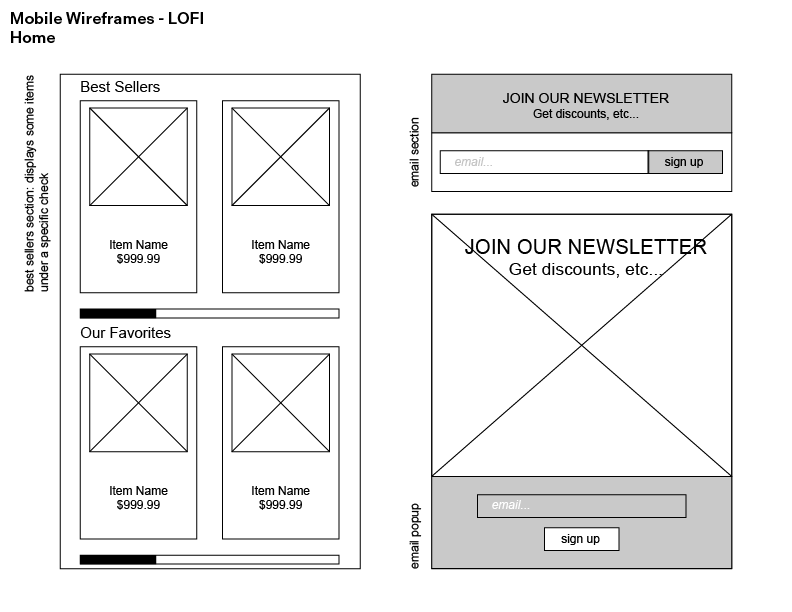 Mobile Wireframes - LOFI
Home
best sellers section: displays some items
under a specific check
Best Sellers
Item Name
$999.99
Item Name
$999.99
Our Favorites
Item Name
$999.99
Item Name
$999.99
email section
JOIN OUR NEWSLETTER
Get discounts, etc...
email...
sign up
email popup
JOIN OUR NEWSLETTER
Get discounts, etc...
email...
sign up